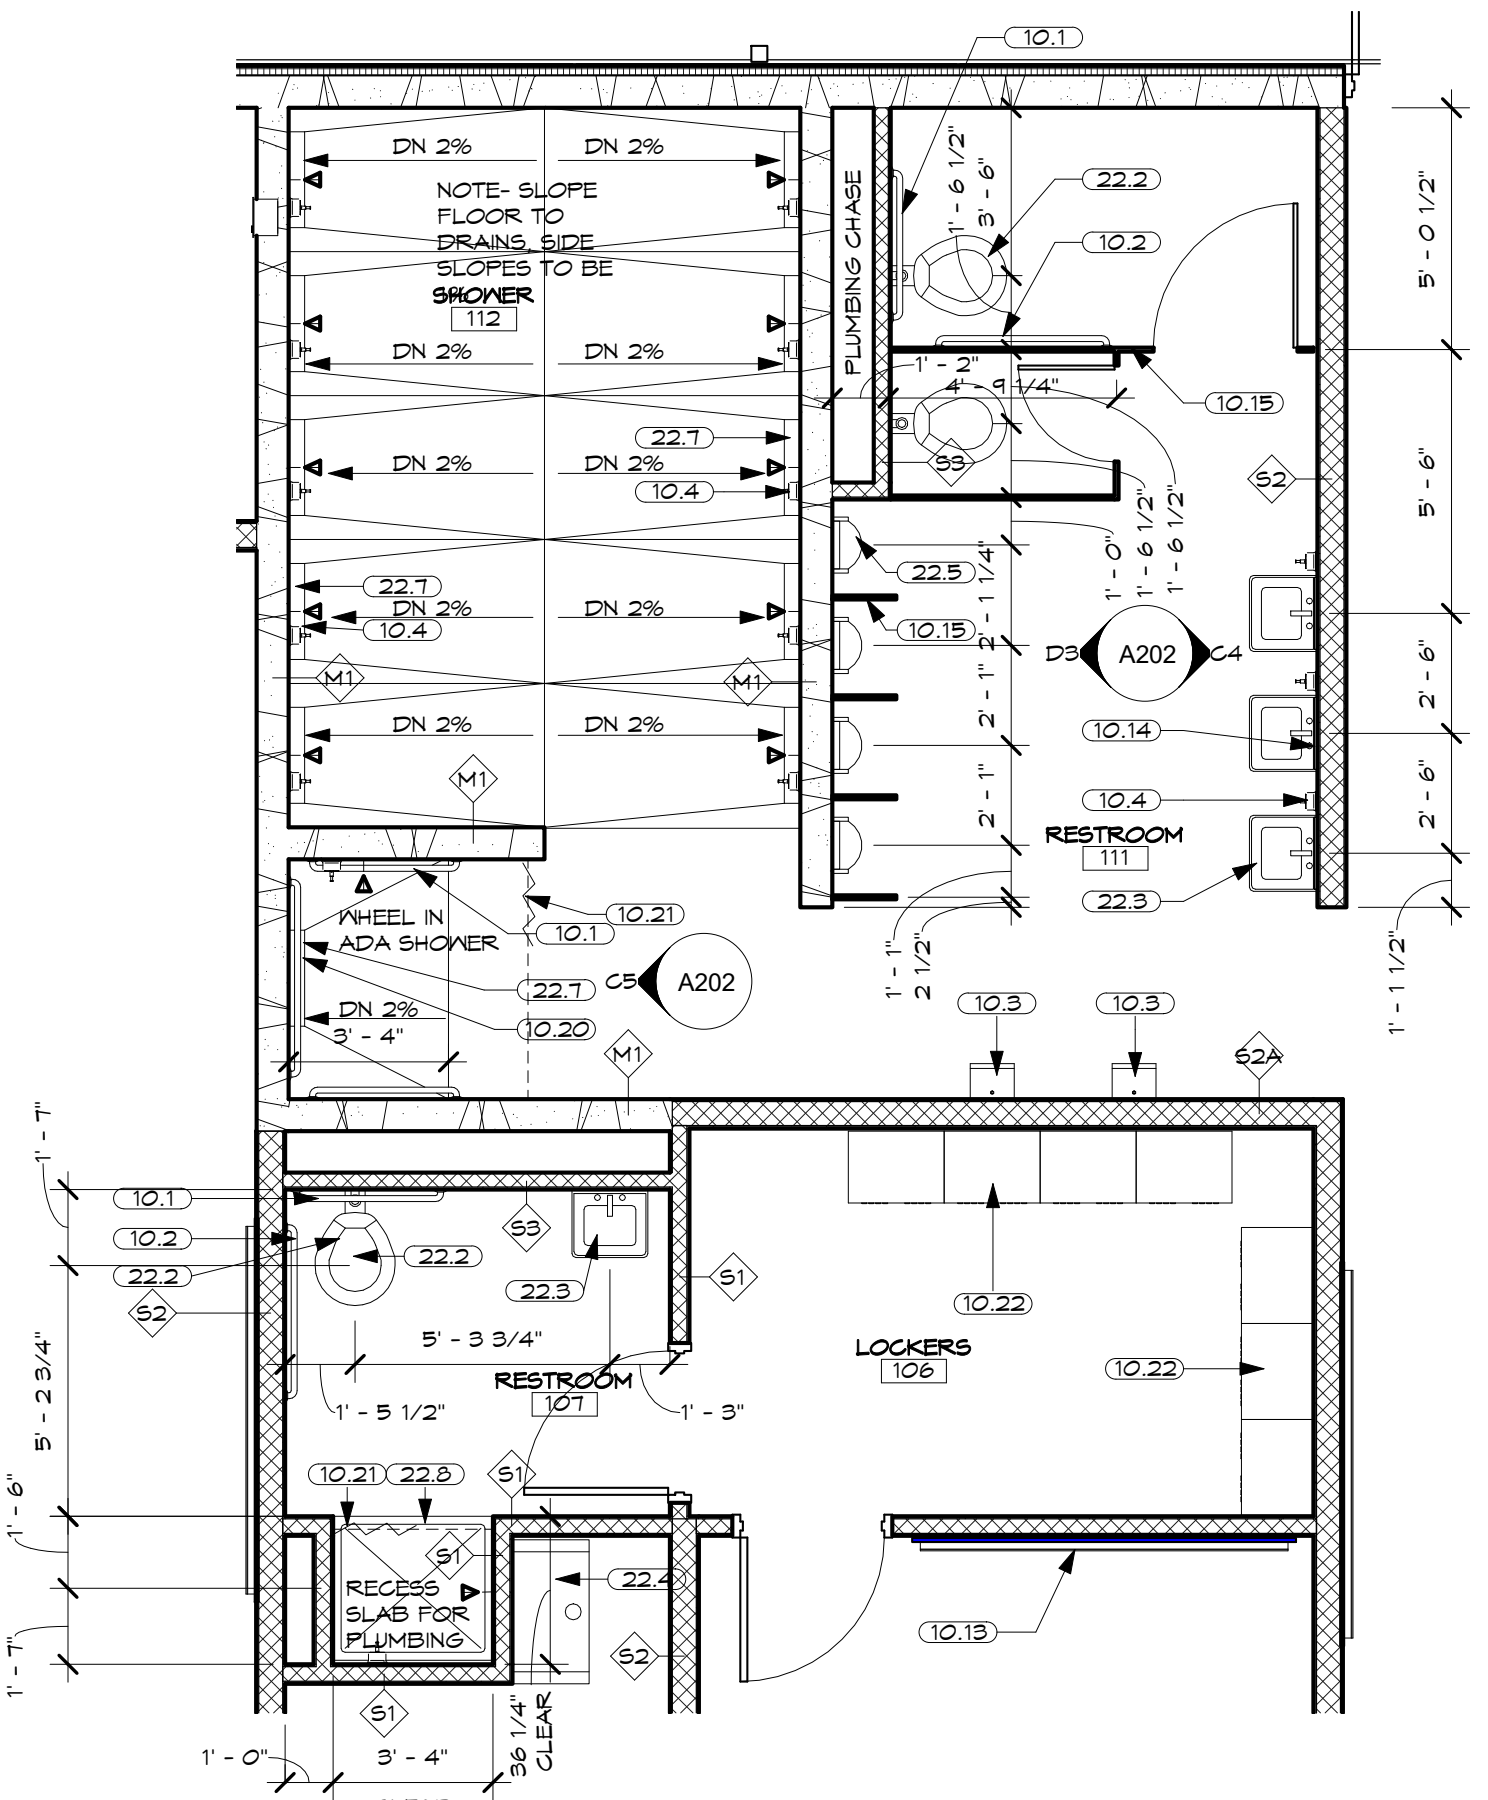 10.1
DN 2%
DN 2%
NOTE- SLOPE
FLOOR TO
DRAINS, SIDE
SLOPES TO BE
SHOWER
112
PLUMBING CHASE
1' - 6 1/2"
3' - 6"
22.2
10.2
5' - 0 1/2"
DN 2%
DN 2%
1' - 2"
4' - 9 1/4"
10.15
22.7
DN 2%
DN 2%
10.4
S3
S2
5' - 6"
1' - 0"
1' - 6 1/2"
1' - 6 1/2"
22.7
DN 2%
DN 2%
10.4
22.5
10.15
2' - 1 1/4"
D3
A202
C4
M1
M1
2' - 1"
2' - 6"
DN 2%
DN 2%
10.14
M1
2' - 1"
10.4
2' - 6"
RESTROOM
111
22.3
WHEEL IN
ADA SHOWER
10.21
10.1
22.7
C5
A202
1' - 1"
2 1/2"
1' - 1 1/2"
DN 2%
10.20
3' - 4"
10.3
10.3
M1
S2A
1' - 7"
10.1
10.2
22.2
S3
22.2
22.3
S1
S2
10.22
5' - 2 3/4"
5' - 3 3/4"
LOCKERS
106
10.22
RESTROOM
107
1' - 5 1/2"
1' - 3"
10.21
22.8
S1
1' - 6"
S1
22.4
RECESS
SLAB FOR
PLUMBING
10.13
1' - 7"
S2
S1
1' - 0"
3' - 4"
36 1/4"
CLEAR